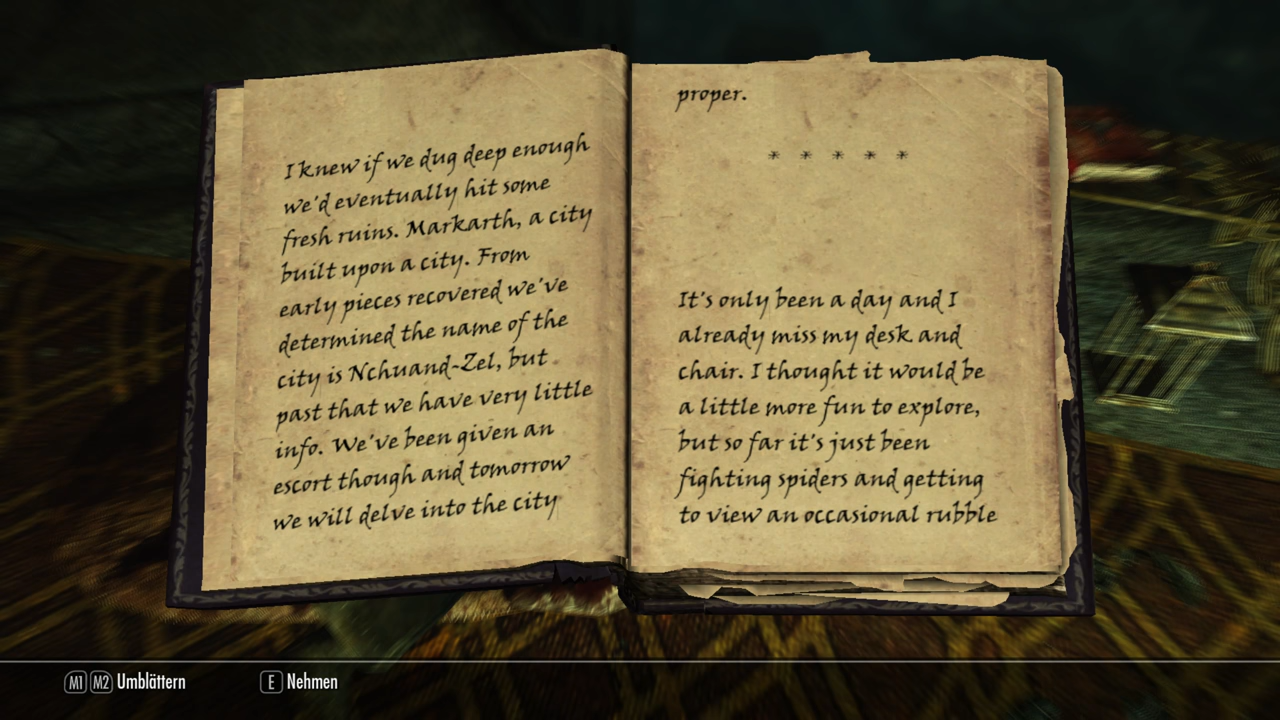 I knew if we dug deep enough
we'd eventually hit some
fresh ruins. Markarth, a city
built upon a city. From
early pieces recovered we've
determined the name of the
city is Nchuand-Zel, but
past that we have very little
info. We've been given an
escort though and tomorrow
we will delve into the city
proper.
* * * * *
It's only been a day and I
already miss my desk and
chair. I thought it would be
a little more fun to explore,
but so far it's just been
fighting spiders and getting
to view an occasional rubble
M1 M2 Umblättern E Nehmen